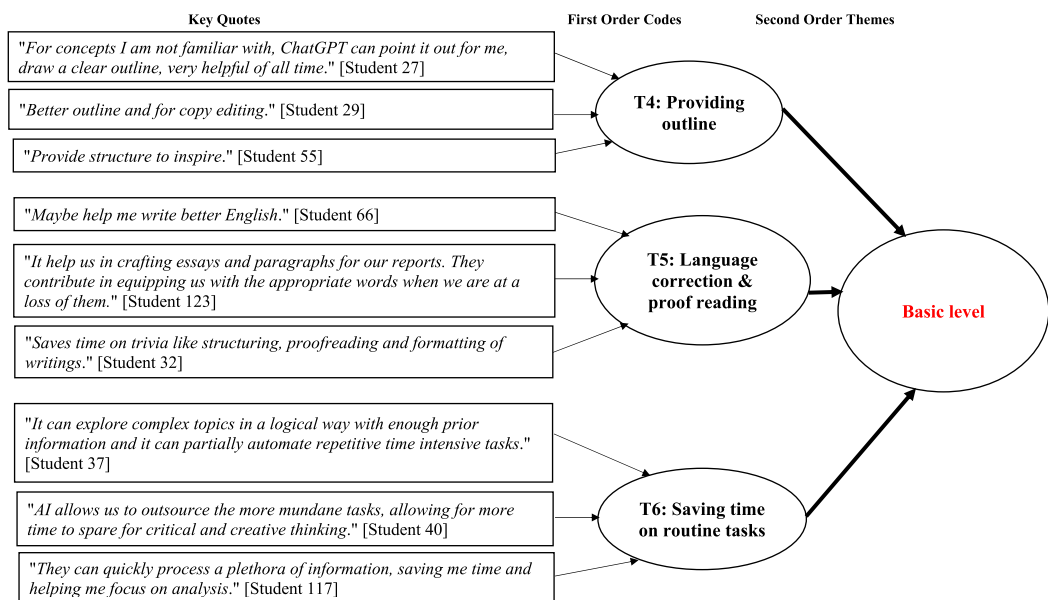 Key Quotes
First Order Codes
Second Order Themes
"For concepts I am not familiar with, ChatGPT can point it out for me,
draw a clear outline, very helpful of all time." [Student 27]
"Better outline and for copy editing." [Student 29]
"Provide structure to inspire." [Student 55]
T4: Providing
outline
"Maybe help me write better English." [Student 66]
"It help us in crafting essays and paragraphs for our reports. They
contribute in equipping us with the appropriate words when we are at a
loss of them." [Student 123]
"Saves time on trivia like structuring, proofreading and formatting of
writings." [Student 32]
T5: Language
correction &
proof reading
Basic level
"It can explore complex topics in a logical way with enough prior
information and it can partially automate repetitive time intensive tasks."
[Student 37]
"AI allows us to outsource the more mundane tasks, allowing for more
time to spare for critical and creative thinking." [Student 40]
"They can quickly process a plethora of information, saving me time and
helping me focus on analysis." [Student 117]
T6: Saving time
on routine tasks